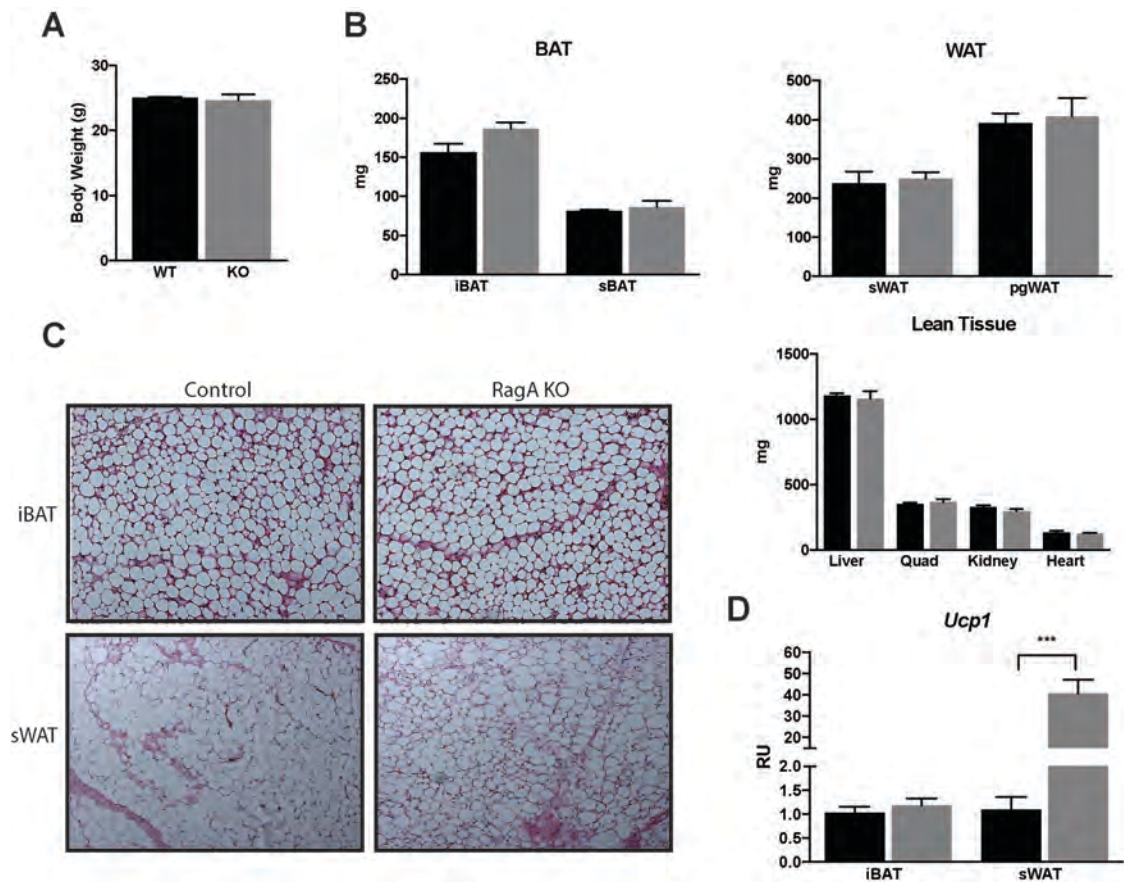 A
Body Weight (g)
30
20
10
0
WT KO
B
BAT
mg
250
200
150
100
50
0
iBAT sBAT
WAT
mg
600
400
300
200
100
0
sWAT pgWAT
Lean Tissue
mg
1500
1000
500
0
Liver Quad Kidney Heart
C
Control RagA KO
iBAT
sWAT
D
Ucp1
RU
60
50
40
30
20
2.0
1.5
1.0
0.5
0.0
***
iBAT sWAT